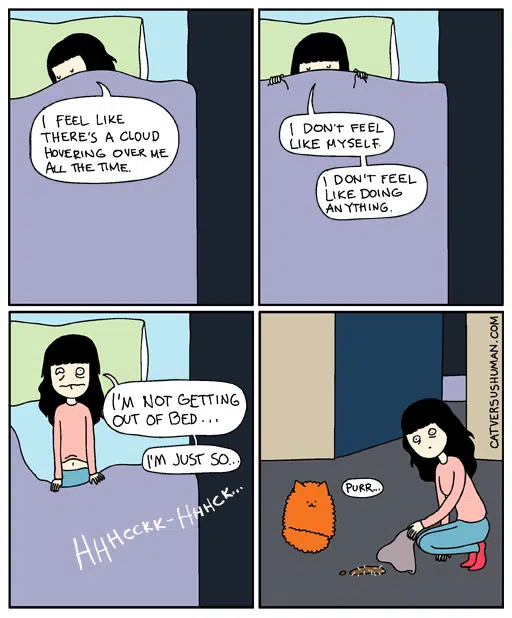 I FEEL LIKE
THERE'S A CLOUD
HOVERING OVER ME
ALL THE TIME.
I DON'T FEEL
LIKE MYSELF.
I DON'T FEEL
LIKE DOING
ANYTHING.
I'M NOT GETTING
OUT OF BED...
I'M JUST SO...
HHHECCKK-HHHCK...
CATVERSUSHUMAN.COM
PURR...